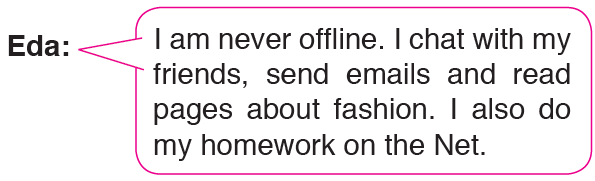 Eda: I am never offline. I chat with my
friends, send emails and read
pages about fashion. I also do
my homework on the Net.